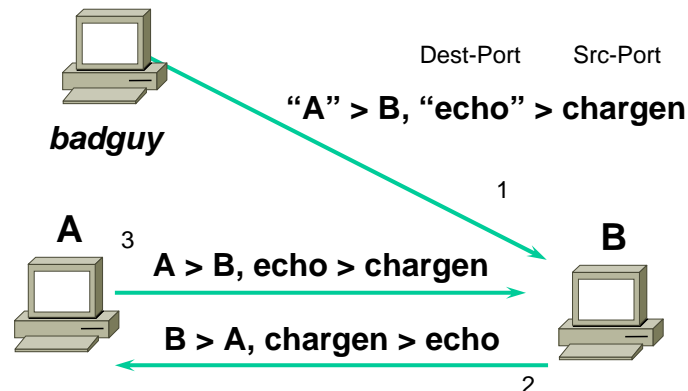 Dest-Port Src-Port
“A” > B, “echo” > chargen
badguy
1
A
3
B
A > B, echo > chargen
B > A, chargen > echo
2